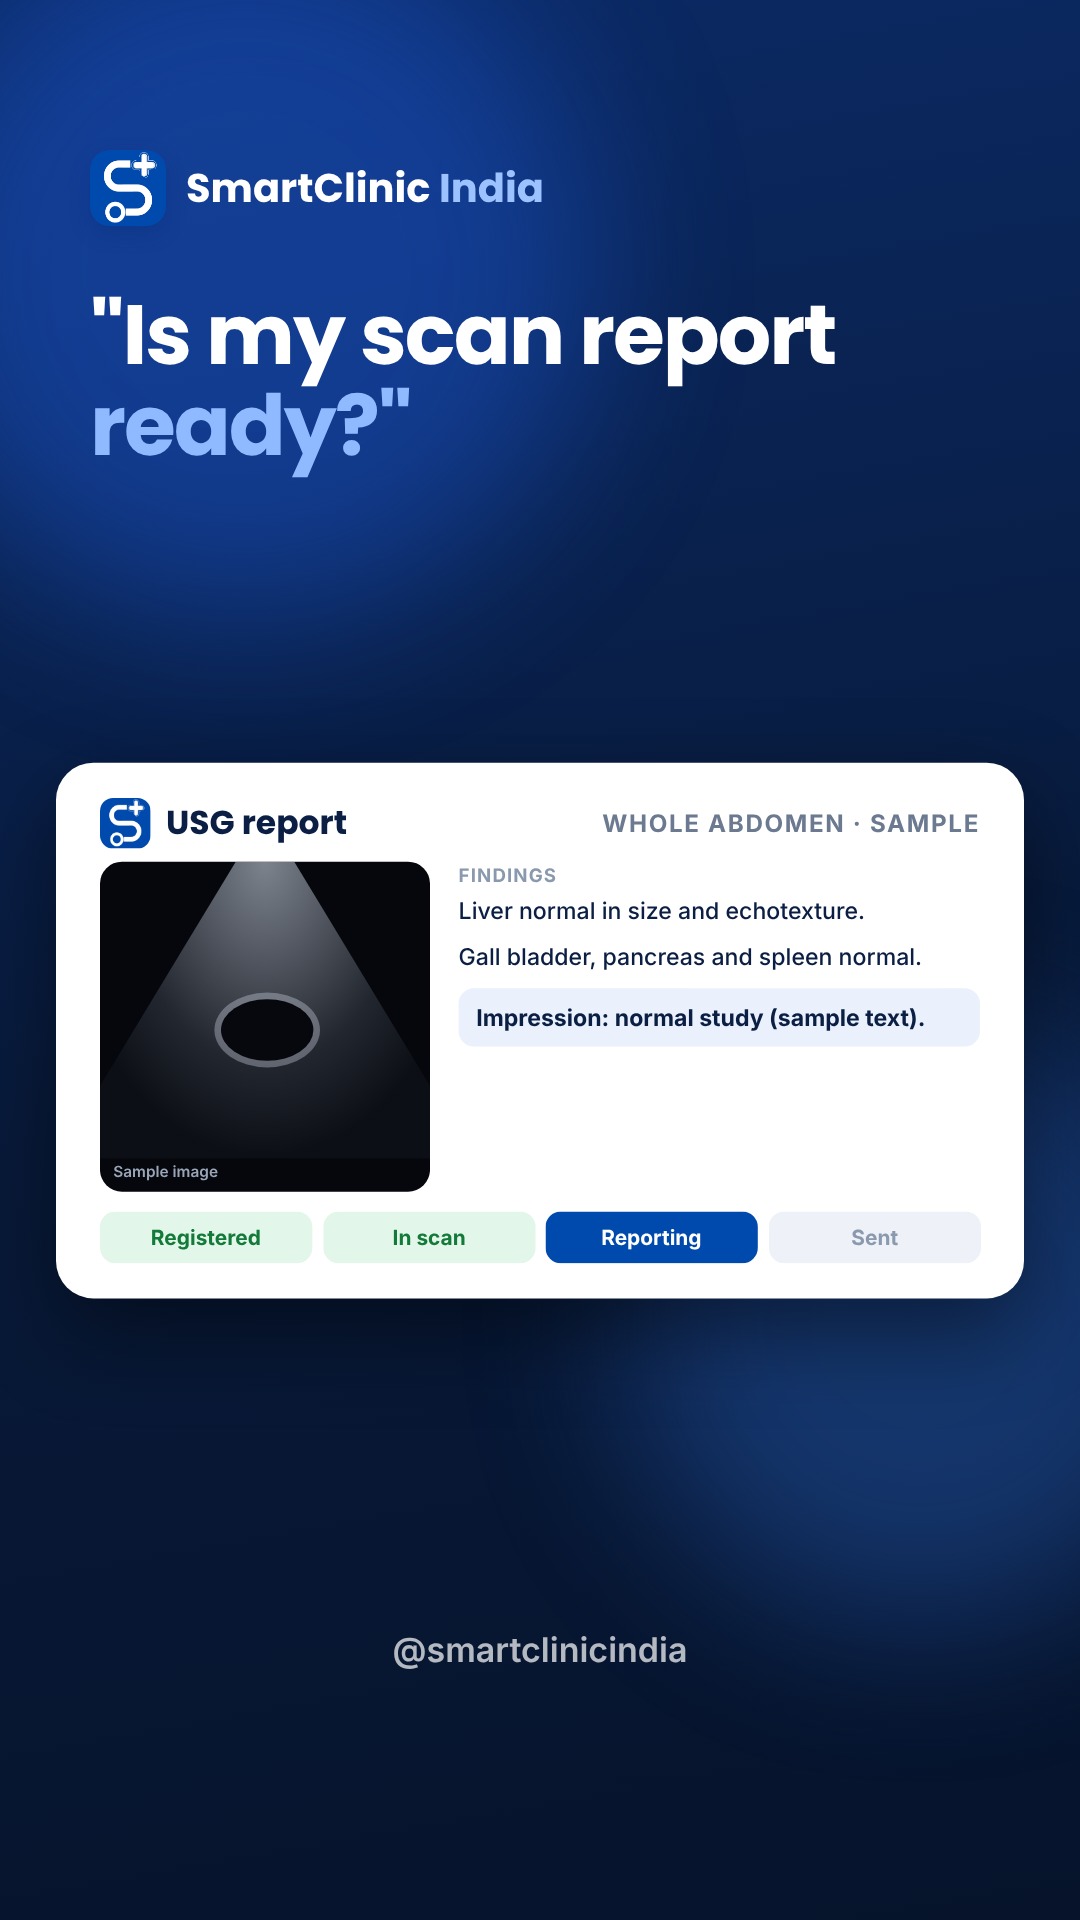 SmartClinic India
"Is my scan report
ready?"
USG report
WHOLE ABDOMEN · SAMPLE
FINDINGS
Liver normal in size and echotexture.
Gall bladder, pancreas and spleen normal.
Impression: normal study (sample text).
Sample image
Registered
In scan
Reporting
Sent
@smartclinicindia